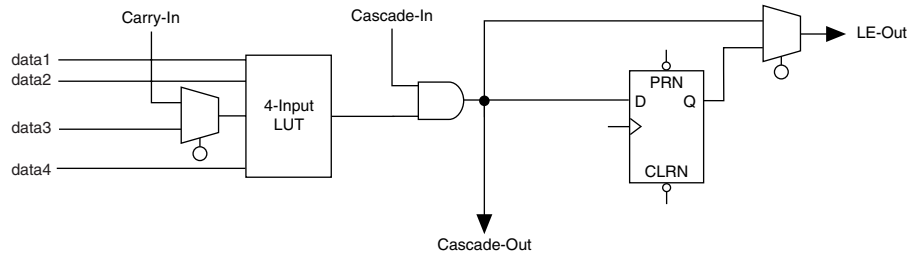 Carry-In
Cascade-In
LE-Out
data1
data2
PRN
4-Input
LUT
D
Q
data3
data4
CLRN
Cascade-Out